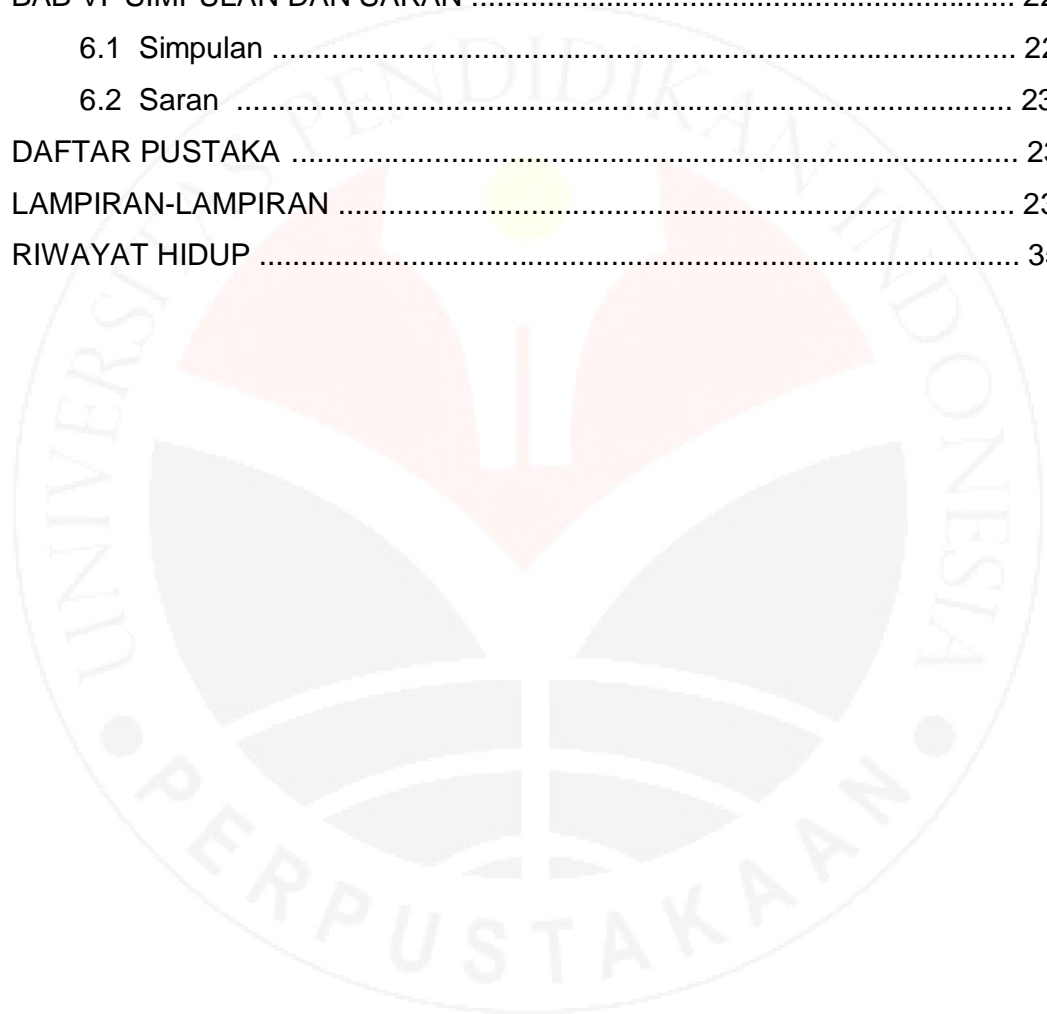 BAB VI SIMPULAN DAN SARAN ................................................................ 22
6.1 Simpulan ........................................................................................... 22
6.2 Saran ................................................................................................ 23
DAFTAR PUSTAKA ......................................................................................... 23
LAMPIRAN-LAMPIRAN ................................................................................... 23
RIWAYAT HIDUP ............................................................................................. 3
UNIVERSITAS PENDIDIKAN INDONESIA
PERPUSTAKAAN